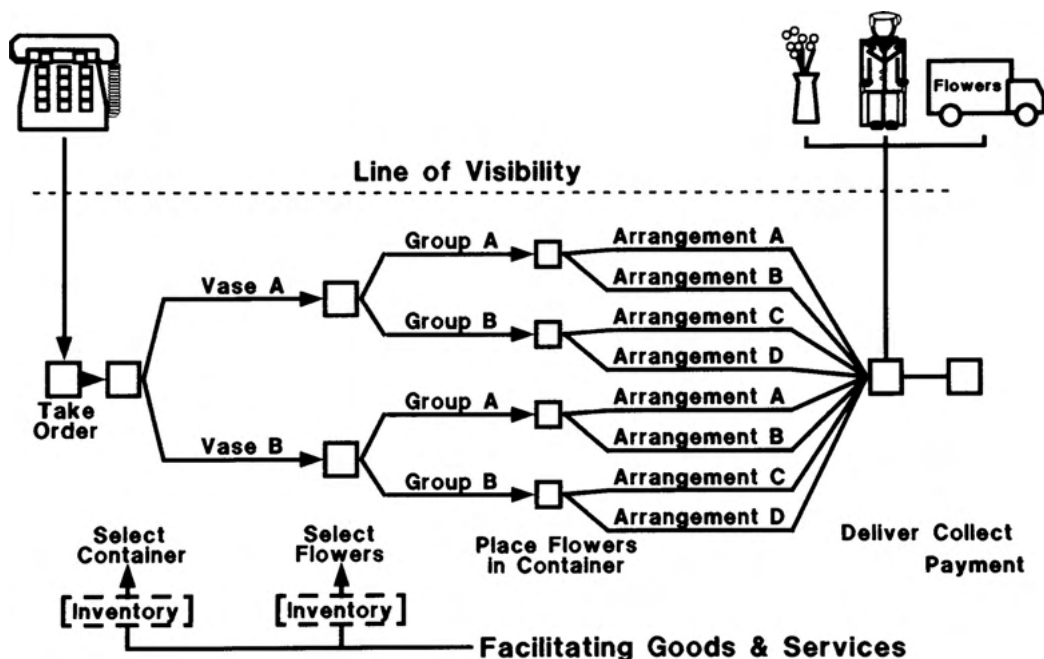 Flowers
Line of Visibility
Group A
Arrangement A
Vase A
Arrangement B
Group B
Arrangement C
Arrangement D
Take
Order
Group A
Arrangement A
Vase B
Arrangement B
Group B
Arrangement C
Arrangement D
Select
Container
Select
Flowers
Place Flowers
in Container
Deliver Collect
Payment
[Inventory]
[Inventory]
Facilitating Goods & Services